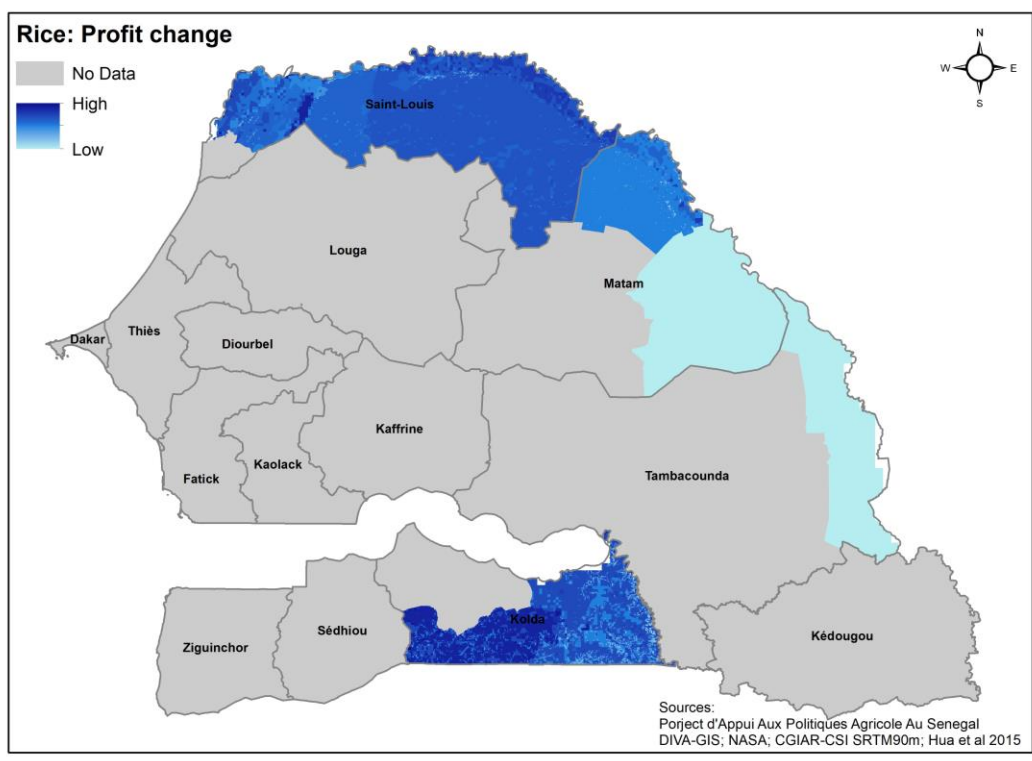 Rice: Profit change
No Data
High
Low
N
W
E
S
Saint-Louis
Louga
Matam
Thiès
Dakar
Diourbel
Kaffrine
Kaolack
Fatick
Tambacounda
Kolda
Sédhiou
Ziguinchor
Kédougou
Sources:
Porject d'Appui Aux Politiques Agricole Au Senegal
DIVA-GIS; NASA; CGIAR-CSI SRTM90m; Hua et al 2015